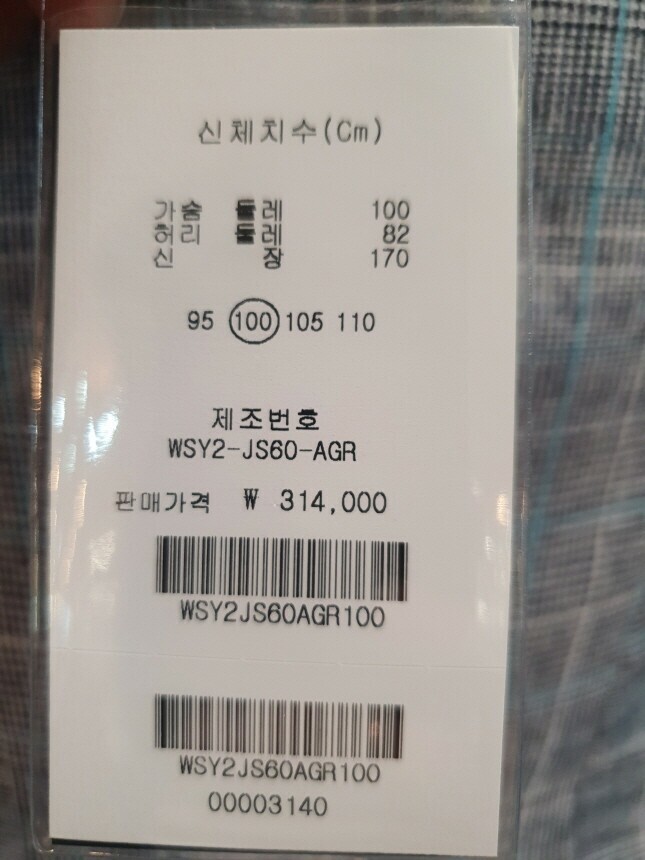 신체치수(Cm)
가슴 둘레 100
허리 둘레 82
신 장 170
95 100 105 110
제조번호
WSY2-JS60-AGR
판매가격 ₩ 314,000
WSY2JS60AGR100
WSY2JS60AGR100
00003140